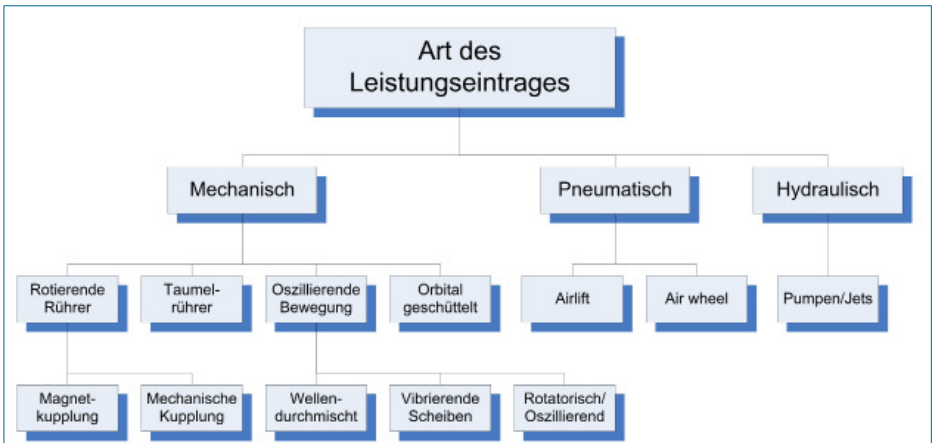 Art des
Leistungseintrages
Mechanisch
Pneumatisch
Hydraulisch
Rotierende
Rührer
Taumel-
rührer
Oszillierende
Bewegung
Orbital
geschüttelt
Airlift
Air wheel
Pumpen/Jets
Magnet-
kupplung
Mechanische
Kupplung
Wellen-
durchmischt
Vibrierende
Scheiben
Rotatorisch/
Oszillierend